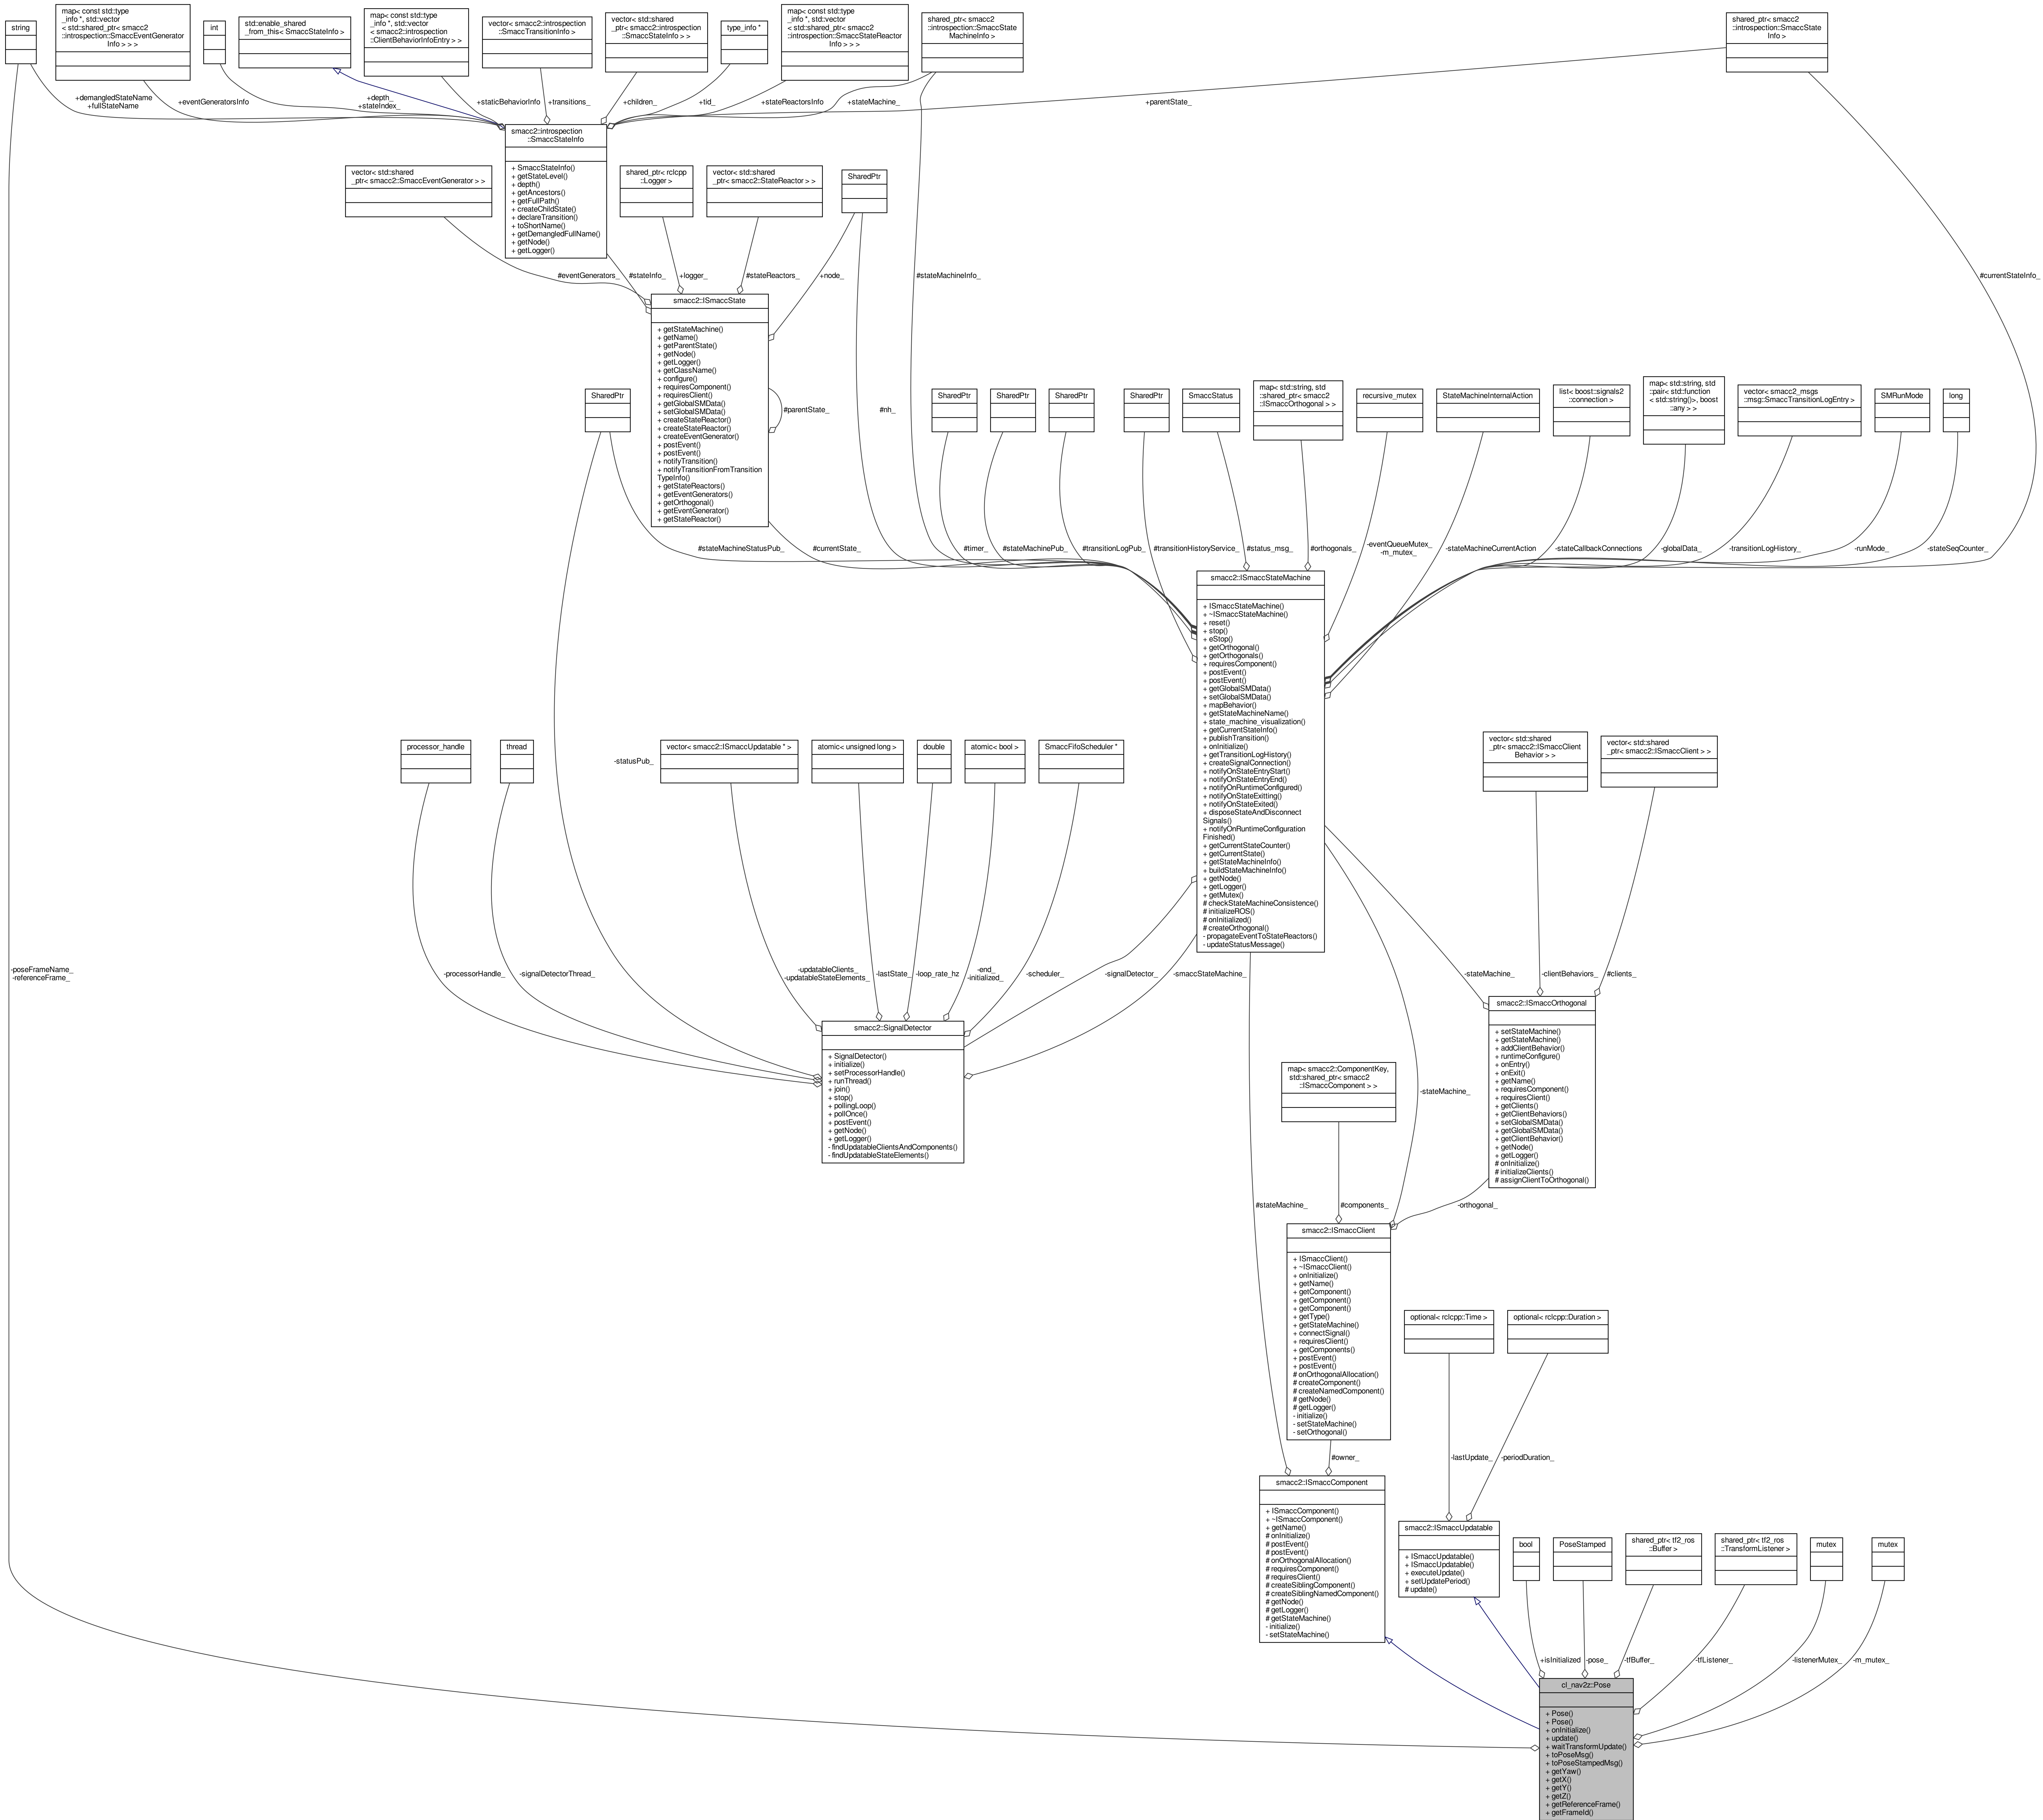 string
map< const std::type
_info *, std::vector
< std::shared_ptr< smacc2
::introspection::SmaccEventGenerator
Info > > >
int
std::enable_shared
_from_this< SmaccStateInfo >
map< const std::type
_info *, std::vector
< smacc2::introspection
::ClientBehaviorInfoEntry > >
vector< smacc2::introspection
::SmaccTransitionInfo >
vector< std::shared
_ptr< smacc2::introspection
::SmaccStateInfo > >
type_info *
map< const std::type
_info *, std::vector
< std::shared_ptr< smacc2
::introspection::SmaccStateReactor
Info > > >
shared_ptr< smacc2
::introspection::SmaccState
MachineInfo >
shared_ptr< smacc2
::introspection::SmaccState
Info >
+demangledStateName
+fullStateName
+eventGeneratorsInfo
+depth_
+stateIndex_
+staticBehaviorInfo
+transitions_
+children_
+tid_
+stateReactorsInfo
+stateMachine_
+parentState_
smacc2::introspection
::SmaccStateInfo
+ SmaccStateInfo()
+ getStateLevel()
+ depth()
+ getAncestors()
+ getFullPath()
+ createChildState()
+ declareTransition()
+ toShortName()
+ getDemangledFullName()
+ getNode()
+ getLogger()
vector< std::shared
_ptr< smacc2::SmaccEventGenerator > >
shared_ptr< rclcpp
::Logger >
vector< std::shared
_ptr< smacc2::StateReactor > >
SharedPtr
#eventGenerators_
#stateInfo_
+logger_
#stateReactors_
+node_
#stateMachineInfo_
#currentStateInfo_
smacc2::ISmaccState
+ getStateMachine()
+ getName()
+ getParentState()
+ getNode()
+ getLogger()
+ getClassName()
+ configure()
+ requiresComponent()
+ requiresClient()
+ getGlobalSMData()
+ setGlobalSMData()
+ createStateReactor()
+ createStateReactor()
+ createEventGenerator()
+ postEvent()
+ postEvent()
+ notifyTransition()
+ notifyTransitionFromTransition
TypeInfo()
+ getStateReactors()
+ getEventGenerators()
+ getOrthogonal()
+ getEventGenerator()
+ getStateReactor()
#parentState_
#nh_
SharedPtr
SharedPtr
SharedPtr
SharedPtr
SharedPtr
SmaccStatus
map< std::string, std
::shared_ptr< smacc2
::ISmaccOrthogonal > >
recursive_mutex
StateMachineInternalAction
list< boost::signals2
::connection >
map< std::string, std
::pair< std::function
< std::string()>, boost
::any > >
vector< smacc2_msgs
::msg::SmaccTransitionLogEntry >
SMRunMode
long
#stateMachineStatusPub_
#currentState_
#timer_
#stateMachinePub_
#transitionLogPub_
#transitionHistoryService_
#status_msg_
#orthogonals_
-eventQueueMutex_
-m_mutex_
-stateMachineCurrentAction
-stateCallbackConnections
-globalData_
-transitionLogHistory_
-runMode_
-stateSeqCounter_
smacc2::ISmaccStateMachine
+ ISmaccStateMachine()
+ ~ISmaccStateMachine()
+ reset()
+ stop()
+ eStop()
+ getOrthogonal()
+ getOrthogonals()
+ requiresComponent()
+ postEvent()
+ postEvent()
+ getGlobalSMData()
+ setGlobalSMData()
+ mapBehavior()
+ getStateMachineName()
+ state_machine_visualization()
+ getCurrentStateInfo()
+ publishTransition()
+ onInitialize()
+ getTransitionLogHistory()
+ createSignalConnection()
+ notifyOnStateEntryStart()
+ notifyOnStateEntryEnd()
+ notifyOnRuntimeConfigured()
+ notifyOnStateExitting()
+ notifyOnStateExited()
+ disposeStateAndDisconnect
Signals()
+ notifyOnRuntimeConfiguration
Finished()
+ getCurrentStateCounter()
+ getCurrentState()
+ getStateMachineInfo()
+ buildStateMachineInfo()
+ getNode()
+ getLogger()
+ getMutex()
# checkStateMachineConsistence()
# initializeROS()
# onInitialized()
# createOrthogonal()
- propagateEventToStateReactors()
- updateStatusMessage()
processor_handle
thread
-statusPub_
vector< smacc2::ISmaccUpdatable * >
atomic< unsigned long >
double
atomic< bool >
SmaccFifoScheduler *
vector< std::shared
_ptr< smacc2::ISmaccClient
Behavior > >
vector< std::shared
_ptr< smacc2::ISmaccClient > >
-poseFrameName_
-referenceFrame_
-processorHandle_
-signalDetectorThread_
-updatableClients_
-updatableStateElements_
-lastState_
-loop_rate_hz
-end_
-initialized_
-scheduler_
-signalDetector_
-smaccStateMachine_
-stateMachine_
-clientBehaviors_
#clients_
smacc2::SignalDetector
+ SignalDetector()
+ initialize()
+ setProcessorHandle()
+ runThread()
+ join()
+ stop()
+ pollingLoop()
+ pollOnce()
+ postEvent()
+ getNode()
+ getLogger()
- findUpdatableClientsAndComponents()
- findUpdatableStateElements()
smacc2::ISmaccOrthogonal
+ setStateMachine()
+ getStateMachine()
+ addClientBehavior()
+ runtimeConfigure()
+ onEntry()
+ onExit()
+ getName()
+ requiresComponent()
+ requiresClient()
+ getClients()
+ getClientBehaviors()
+ setGlobalSMData()
+ getGlobalSMData()
+ getClientBehavior()
+ getNode()
+ getLogger()
# onInitialize()
# initializeClients()
# assignClientToOrthogonal()
map< smacc2::ComponentKey,
std::shared_ptr< smacc2
::ISmaccComponent > >
-stateMachine_
#stateMachine_
#components_
-orthogonal_
smacc2::ISmaccClient
+ ISmaccClient()
+ ~ISmaccClient()
+ onInitialize()
+ getName()
+ getComponent()
+ getComponent()
+ getComponent()
+ getType()
+ getStateMachine()
+ connectSignal()
+ requiresClient()
+ getComponents()
+ postEvent()
+ postEvent()
# onOrthogonalAllocation()
# createComponent()
# createNamedComponent()
# getNode()
# getLogger()
- initialize()
- setStateMachine()
- setOrthogonal()
optional< rclcpp::Time >
optional< rclcpp::Duration >
#owner_
-lastUpdate_
-periodDuration_
smacc2::ISmaccComponent
+ ISmaccComponent()
+ ~ISmaccComponent()
+ getName()
# onInitialize()
# postEvent()
# postEvent()
# onOrthogonalAllocation()
# requiresComponent()
# requiresClient()
# createSiblingComponent()
# createSiblingNamedComponent()
# getNode()
# getLogger()
# getStateMachine()
- initialize()
- setStateMachine()
smacc2::ISmaccUpdatable
+ ISmaccUpdatable()
+ ISmaccUpdatable()
+ executeUpdate()
+ setUpdatePeriod()
# update()
bool
PoseStamped
shared_ptr< tf2_ros
::Buffer >
shared_ptr< tf2_ros
::TransformListener >
mutex
mutex
+isInitialized
-pose_
-tfBuffer_
-tfListener_
-listenerMutex_
-m_mutex_
cl_nav2z::Pose
+ Pose()
+ Pose()
+ onInitialize()
+ update()
+ waitTransformUpdate()
+ toPoseMsg()
+ toPoseStampedMsg()
+ getYaw()
+ getX()
+ getY()
+ getZ()
+ getReferenceFrame()
+ getFrameId()